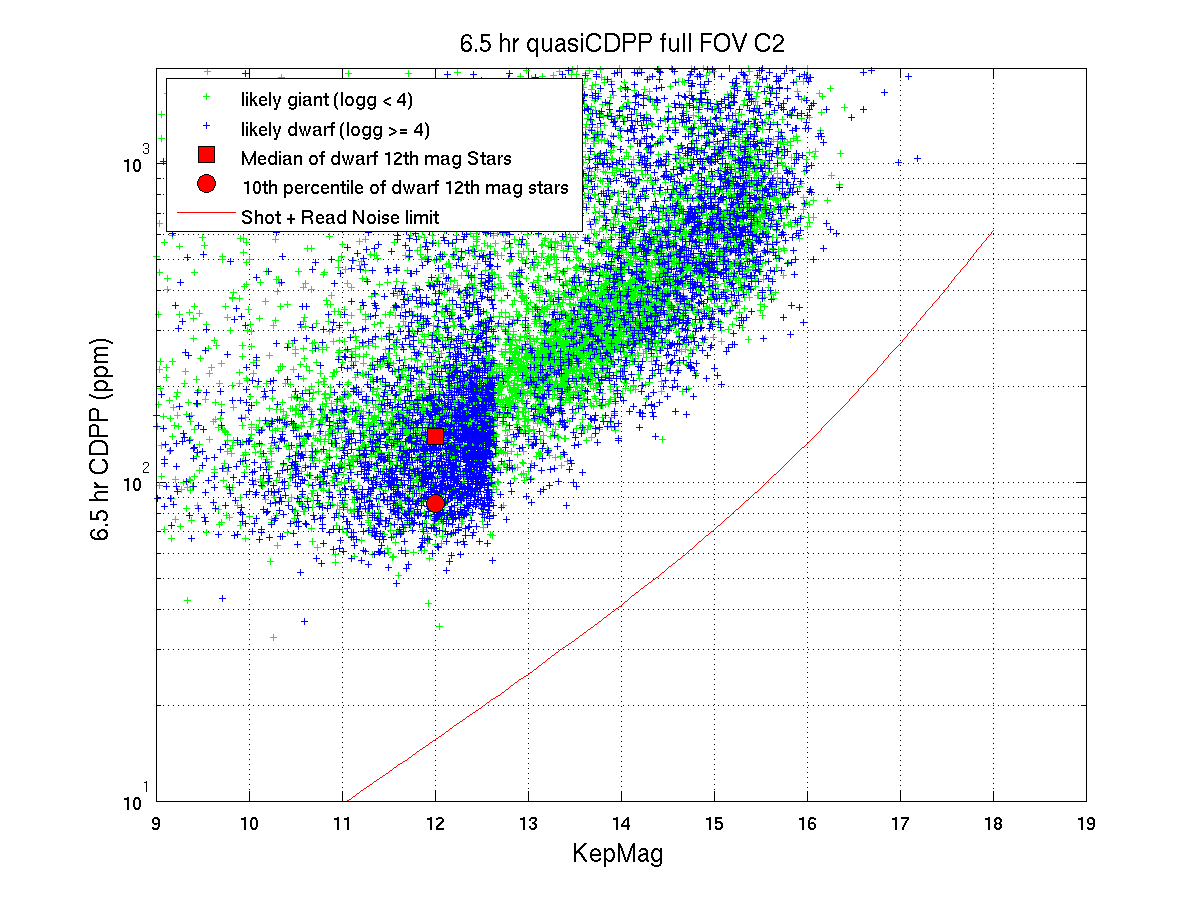 6.5 hr quasiCDPP full FOV C2
likely giant (logg < 4)
likely dwarf (logg >= 4)
Median of dwarf 12th mag Stars
10th percentile of dwarf 12th mag stars
Shot + Read Noise limit
6.5 hr CDPP (ppm)
10^3
10^2
10^1
9 10 11 12 13 14 15 16 17 18 19
KepMag